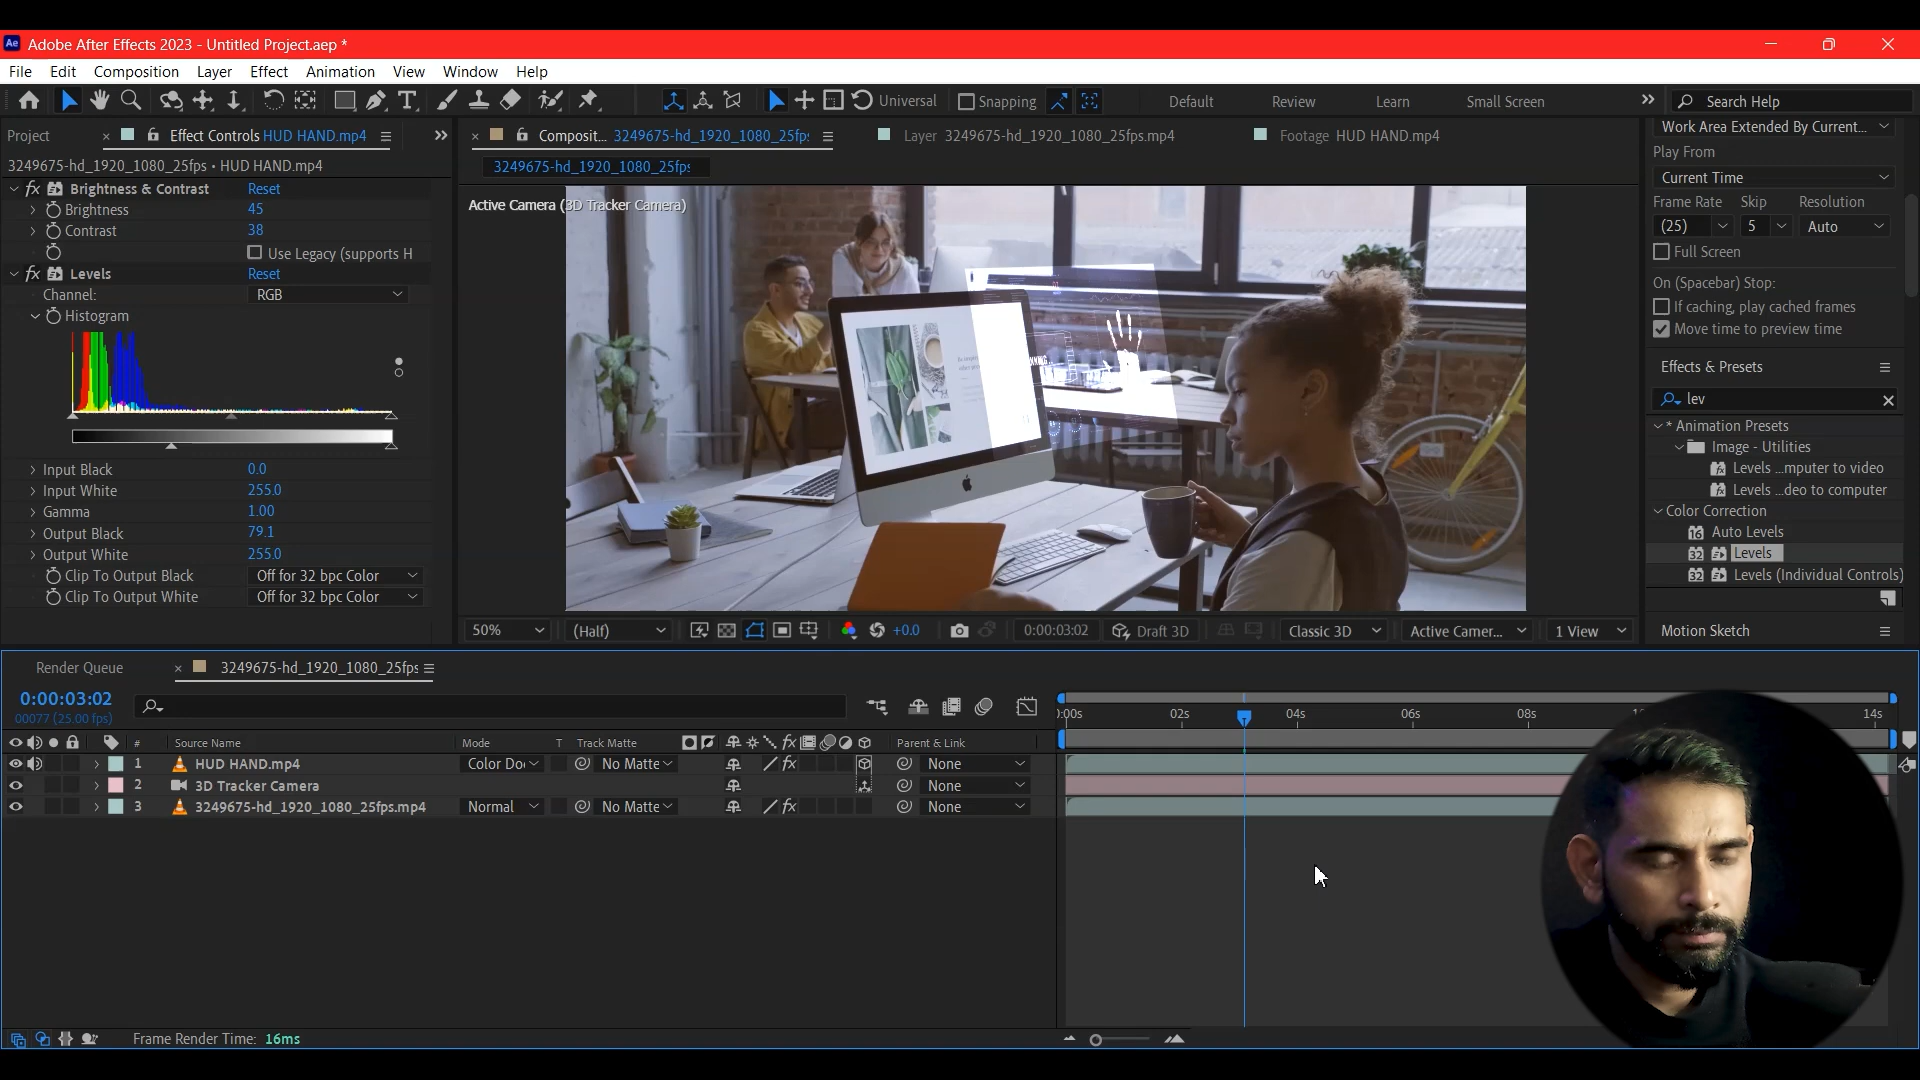 Ae Adobe After Effects 2023 - Untitled Project.aep *
File Edit Composition Layer Effect Animation View Window Help
Universal Snapping Default Review Learn Small Screen Search Help
Project Effect Controls HUD HAND.mp4
3249675-hd_1920_1080_25fps • HUD HAND.mp4
fx Brightness & Contrast Reset
Brightness 45
Contrast 38
Use Legacy (supports H
fx Levels Reset
Channel: RGB
Histogram
Input Black 0.0
Input White 255.0
Gamma 1.00
Output Black 79.1
Output White 255.0
Clip To Output Black Off for 32 bpc Color
Clip To Output White Off for 32 bpc Color
Composit... 3249675-hd_1920_1080_25fps Layer 3249675-hd_1920_1080_25fps.mp4 Footage HUD HAND.mp4
3249675-hd_1920_1080_25fps
Active Camera (3D Tracker Camera)
50% (Half) +0.0 0:00:03:02 Draft 3D Classic 3D Active Camer... 1 View
Work Area Extended By Current...
Play From
Current Time
Frame Rate Skip Resolution
(25) 5 Auto
Full Screen
On (Spacebar) Stop:
If caching, play cached frames
Move time to preview time
Effects & Presets
lev
* Animation Presets
Image - Utilities
Levels ...mputer to video
Levels ...deo to computer
Color Correction
16 Auto Levels
32 Levels
32 Levels (Individual Controls)
Motion Sketch
Render Queue 3249675-hd_1920_1080_25fps
0:00:03:02
00077 (25.00 fps)
):00s 02s 04s 06s 08s 14s
# Source Name Mode T Track Matte fx Parent & Link
1 HUD HAND.mp4 Color Do No Matte fx None
2 3D Tracker Camera None
3 3249675-hd_1920_1080_25fps.mp4 Normal No Matte fx None
Frame Render Time: 16ms